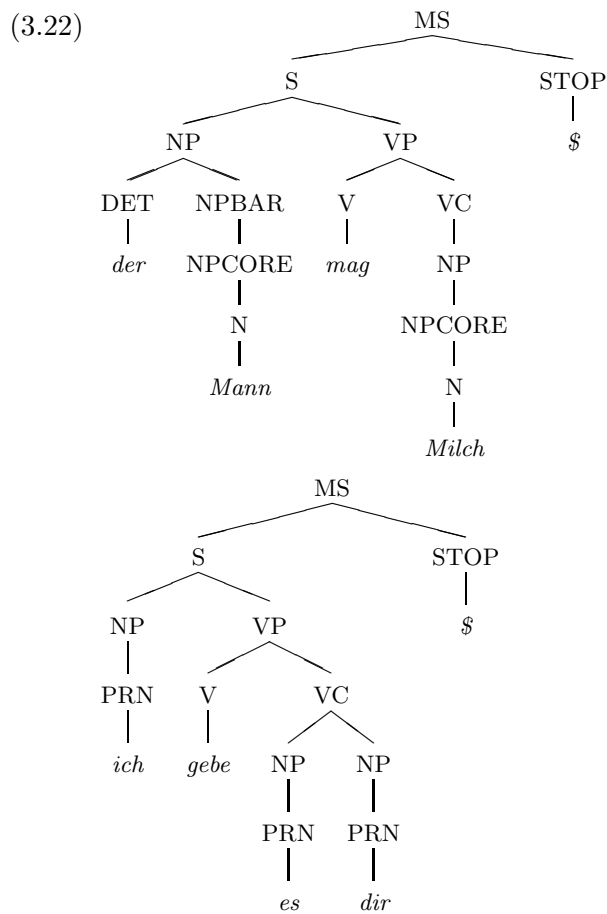 (3.22) MS
S STOP
NP VP $
DET NPBAR V VC
der NPCORE mag NP
N NPCORE
Mann N
Milch
MS
S STOP
NP VP $
PRN V VC
ich gebe NP NP
PRN PRN
es dir